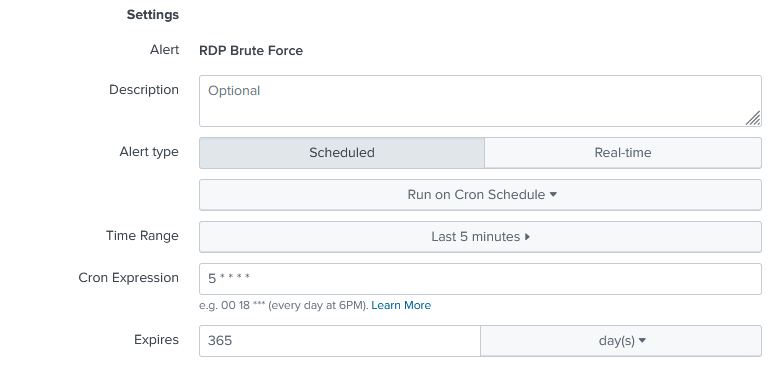 Settings
Alert RDP Brute Force
Description Optional
Alert type Scheduled Real-time
Run on Cron Schedule
Time Range Last 5 minutes
Cron Expression 5 * * * *
e.g. 00 18 *** (every day at 6PM). Learn More
Expires 365 day(s)